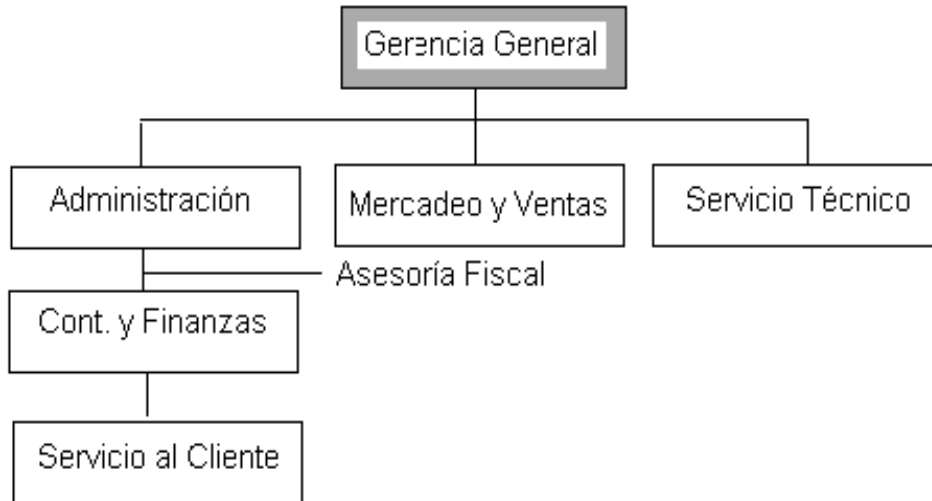 Gerencia General
Administración
Mercadeo y Ventas
Servicio Técnico
Asesoría Fiscal
Cont. y Finanzas
Servicio al Cliente